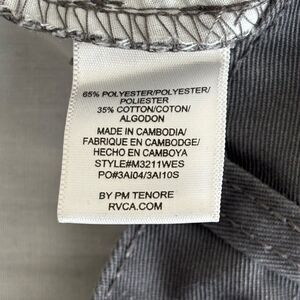 65% POLYESTER/POLYESTER/
POLIESTER
35% COTTON/COTON/
ALGODON
MADE IN CAMBODIA/
FABRIQUE EN CAMBODGE/
HECHO EN CAMBOYA
STYLE#M3211WES
PO#3AI04/3AI10S
BY PM TENORE
RVCA.COM